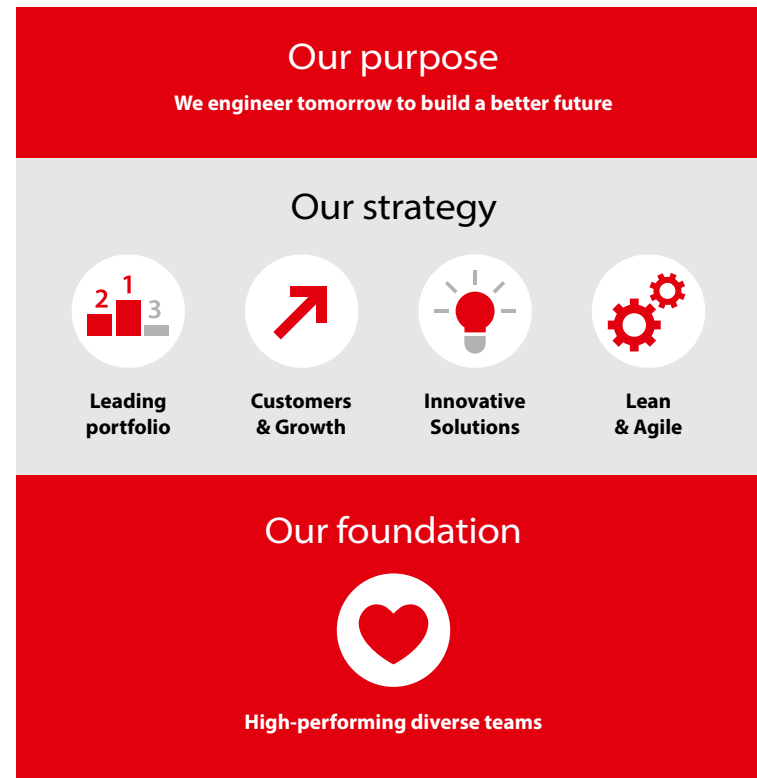 Our purpose
We engineer tomorrow to build a better future
Our strategy
2 1 3
Leading
portfolio
Customers
& Growth
Innovative
Solutions
Lean
& Agile
Our foundation
High-performing diverse teams